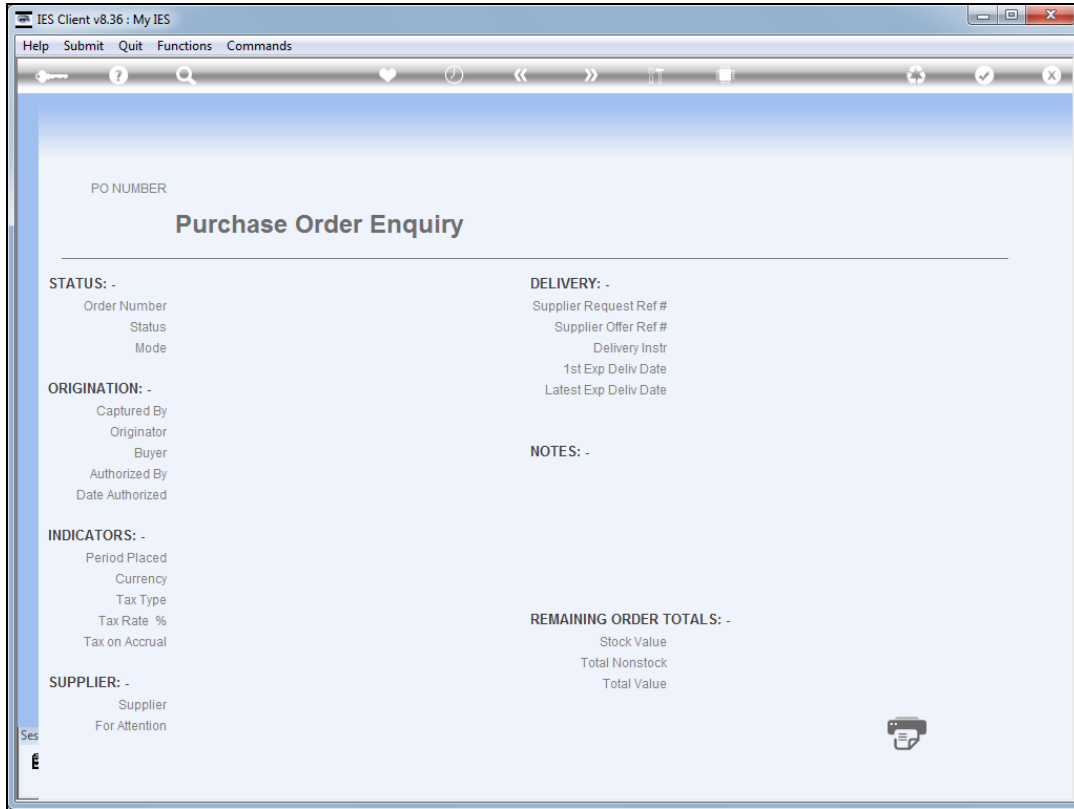 IES Client v8.36 : My IES
Help Submit Quit Functions Commands
PO NUMBER
Purchase Order Enquiry
STATUS: -
Order Number
Status
Mode
ORIGINATION: -
Captured By
Originator
Buyer
Authorized By
Date Authorized
INDICATORS: -
Period Placed
Currency
Tax Type
Tax Rate %
Tax on Accrual
SUPPLIER: -
Supplier
For Attention
DELIVERY: -
Supplier Request Ref #
Supplier Offer Ref #
Delivery Instr
1st Exp Deliv Date
Latest Exp Deliv Date
NOTES: -
REMAINING ORDER TOTALS: -
Stock Value
Total Nonstock
Total Value
Ses